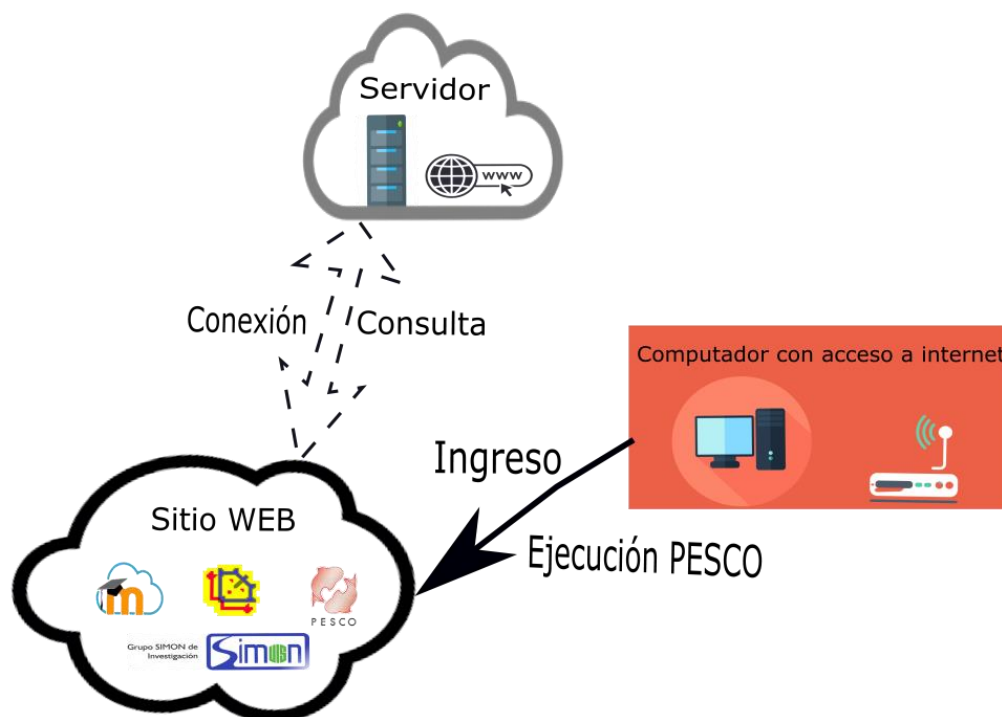 Servidor
www
Conexión
Consulta
Computador con acceso a internet
Ingreso
Ejecución PESCO
Sitio WEB
m
PESCO
Grupo SIMON de
Investigación
Simon